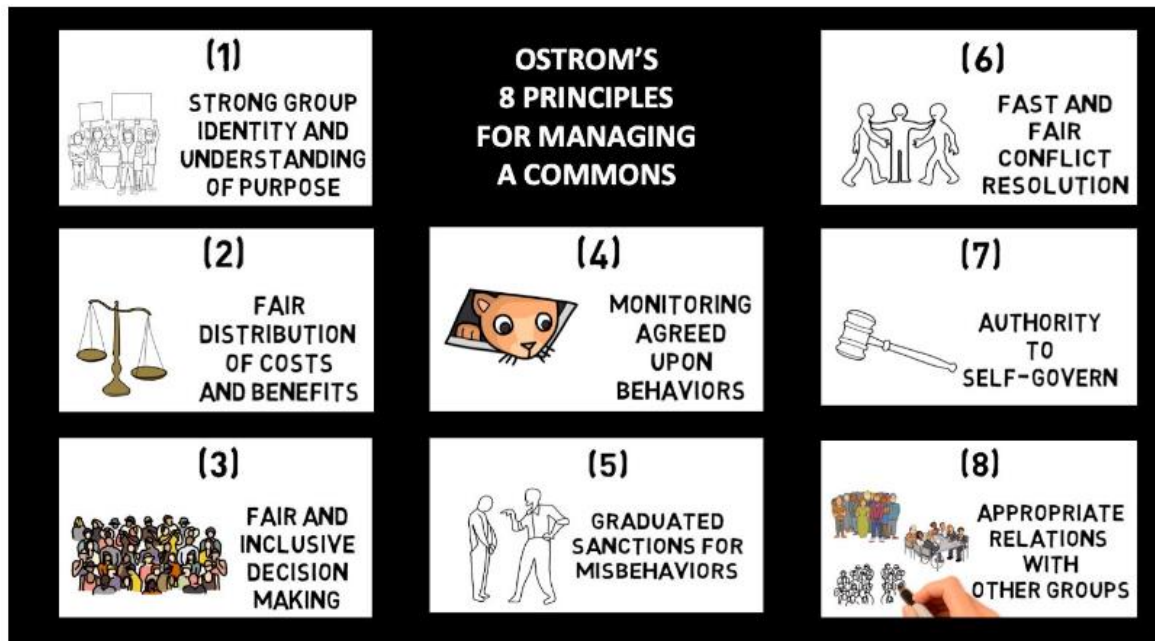 OSTROM'S
8 PRINCIPLES
FOR MANAGING
A COMMONS
(1)
STRONG GROUP
IDENTITY AND
UNDERSTANDING
OF PURPOSE
(2)
FAIR
DISTRIBUTION
OF COSTS
AND BENEFITS
(3)
FAIR AND
INCLUSIVE
DECISION
MAKING
(4)
MONITORING
AGREED
UPON
BEHAVIORS
(5)
GRADUATED
SANCTIONS FOR
MISBEHAVIORS
(6)
FAST AND
FAIR
CONFLICT
RESOLUTION
(7)
AUTHORITY
TO
SELF-GOVERN
(8)
APPROPRIATE
RELATIONS
WITH
OTHER GROUPS